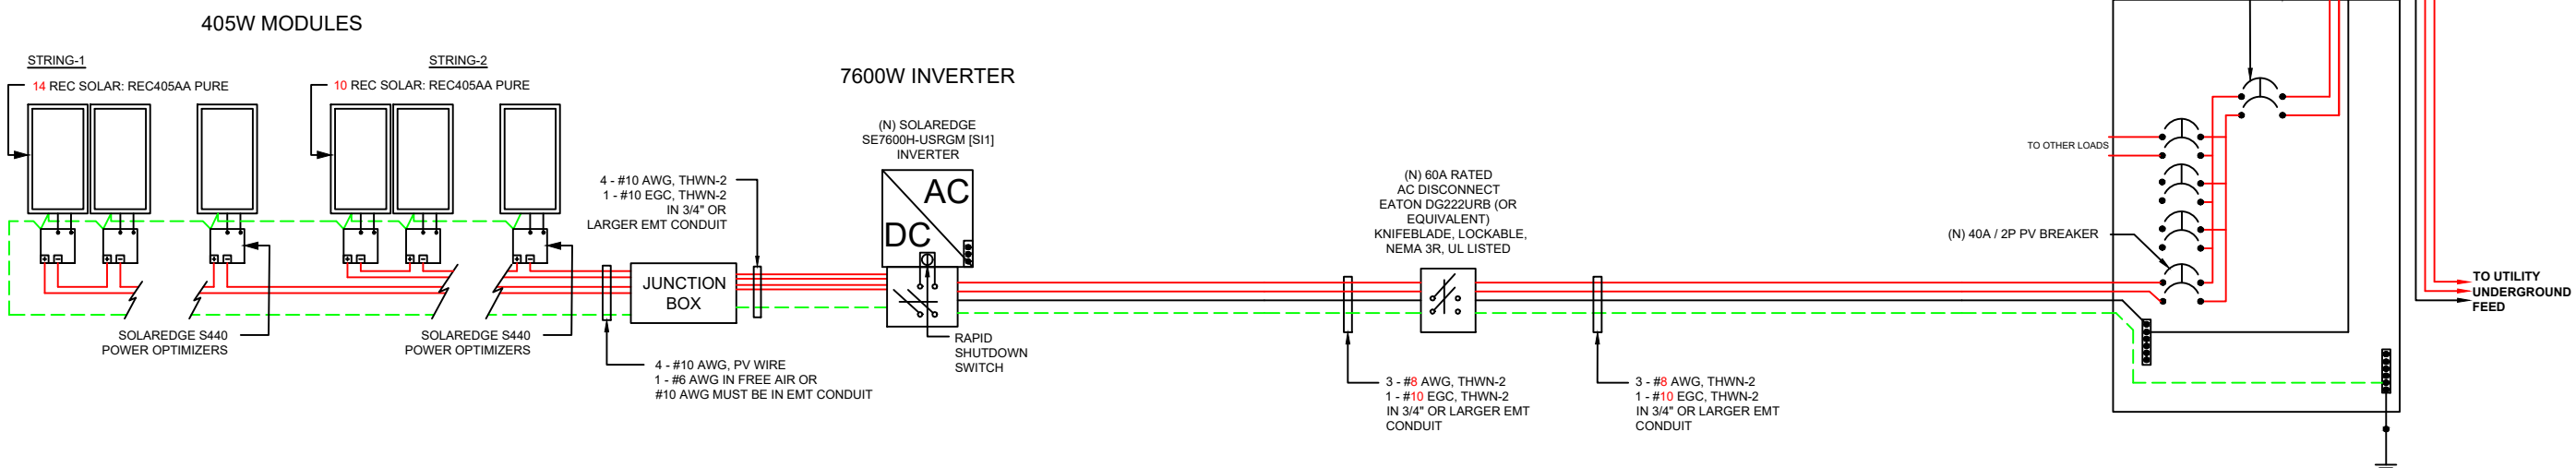 405W MODULES
STRING-1
14 REC SOLAR: REC405AA PURE
STRING-2
10 REC SOLAR: REC405AA PURE
SOLAREDGE S440
POWER OPTIMIZERS
SOLAREDGE S440
POWER OPTIMIZERS
4 - #10 AWG, THWN-2
1 - #10 EGC, THWN-2
IN 3/4" OR
LARGER EMT CONDUIT
JUNCTION
BOX
4 - #10 AWG, PV WIRE
1 - #6 AWG IN FREE AIR OR
#10 AWG MUST BE IN EMT CONDUIT
7600W INVERTER
(N) SOLAREDGE
SE7600H-USRGM [SI1]
INVERTER
AC
DC
RAPID
SHUTDOWN
SWITCH
(N) 60A RATED
AC DISCONNECT
EATON DG222URB (OR
EQUIVALENT)
KNIFEBLADE, LOCKABLE,
NEMA 3R, UL LISTED
3 - #8 AWG, THWN-2
1 - #10 EGC, THWN-2
IN 3/4" OR LARGER EMT
CONDUIT
3 - #8 AWG, THWN-2
1 - #10 EGC, THWN-2
IN 3/4" OR LARGER EMT
CONDUIT
TO OTHER LOADS
(N) 40A / 2P PV BREAKER
TO UTILITY
UNDERGROUND
FEED